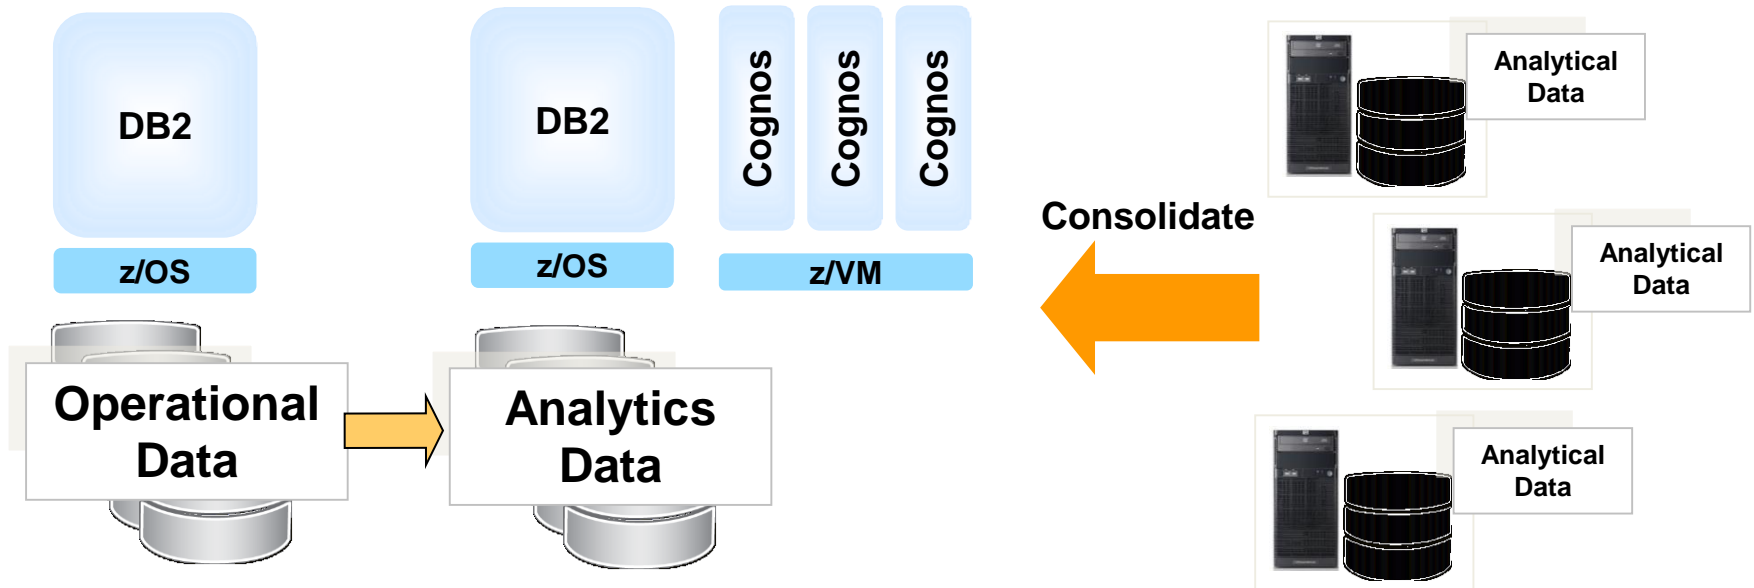 DB2
z/OS
Operational
Data
DB2
z/OS
Analytics
Data
Cognos
Cognos
Cognos
z/VM
Consolidate
Analytical
Data
Analytical
Data
Analytical
Data